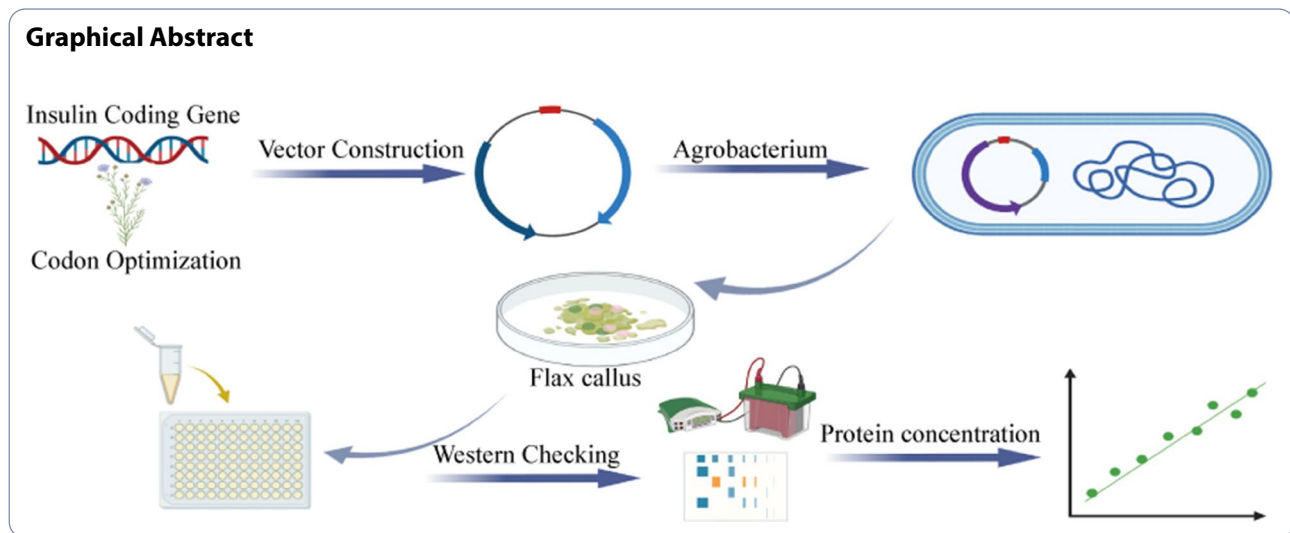 Graphical Abstract
Insulin Coding Gene
Vector Construction
Agrobacterium
Codon Optimization
Flax callus
Western Checking
Protein concentration